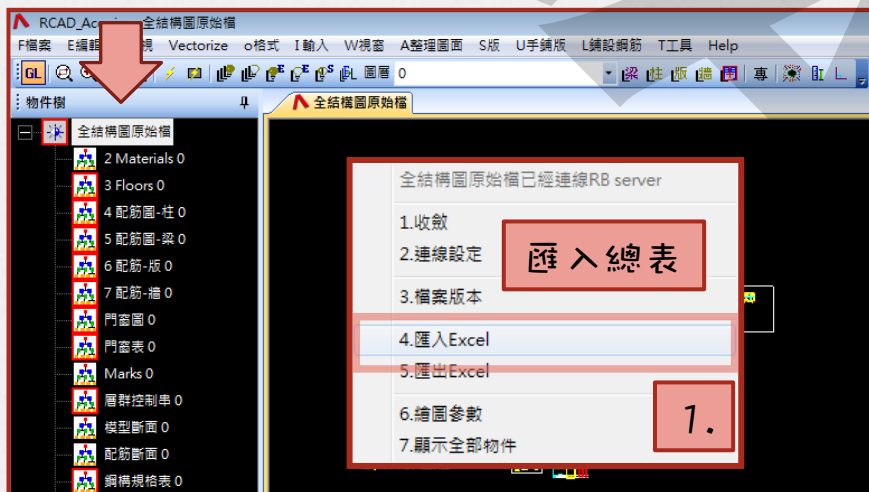 RCAD_Ac 全結構圖原始檔
F檔案 E編輯 視 Vectorize o格式 I輸入 W視窗 A整理圖面 S版 U手鋪版 L鋪設鋼筋 T工具 Help
GL 圖層 0 梁 柱 版 牆 專
物件樹
全結構圖原始檔
全結構圖原始檔
2 Materials 0
3 Floors 0
4 配筋圖-柱 0
5 配筋圖-梁 0
6 配筋-版 0
7 配筋-牆 0
門窗圖 0
門窗表 0
Marks 0
層群控制串 0
模型斷面 0
配筋斷面 0
鋼構規格表 0
全結構圖原始檔已經連線RB server
1.收斂
2.連線設定
3.檔案版本
4.匯入Excel
5.匯出Excel
6.繪圖參數
7.顯示全部物件
匯入總表
1.